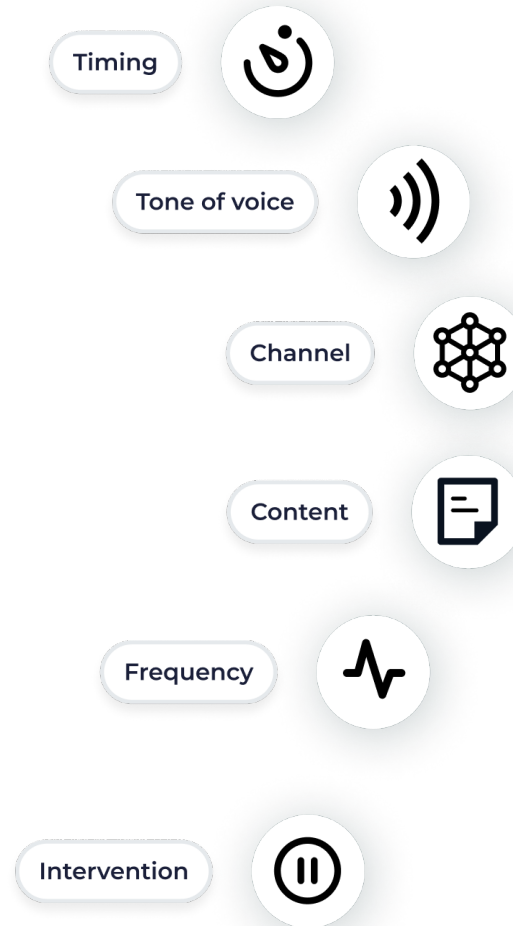 Timing
Tone of voice
Channel
Content
Frequency
Intervention